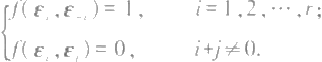 f(ε_i, ε_{-i}) = 1, i = 1, 2, ⋯, r;
f(ε_i, ε_j) = 0, i+j≠0.